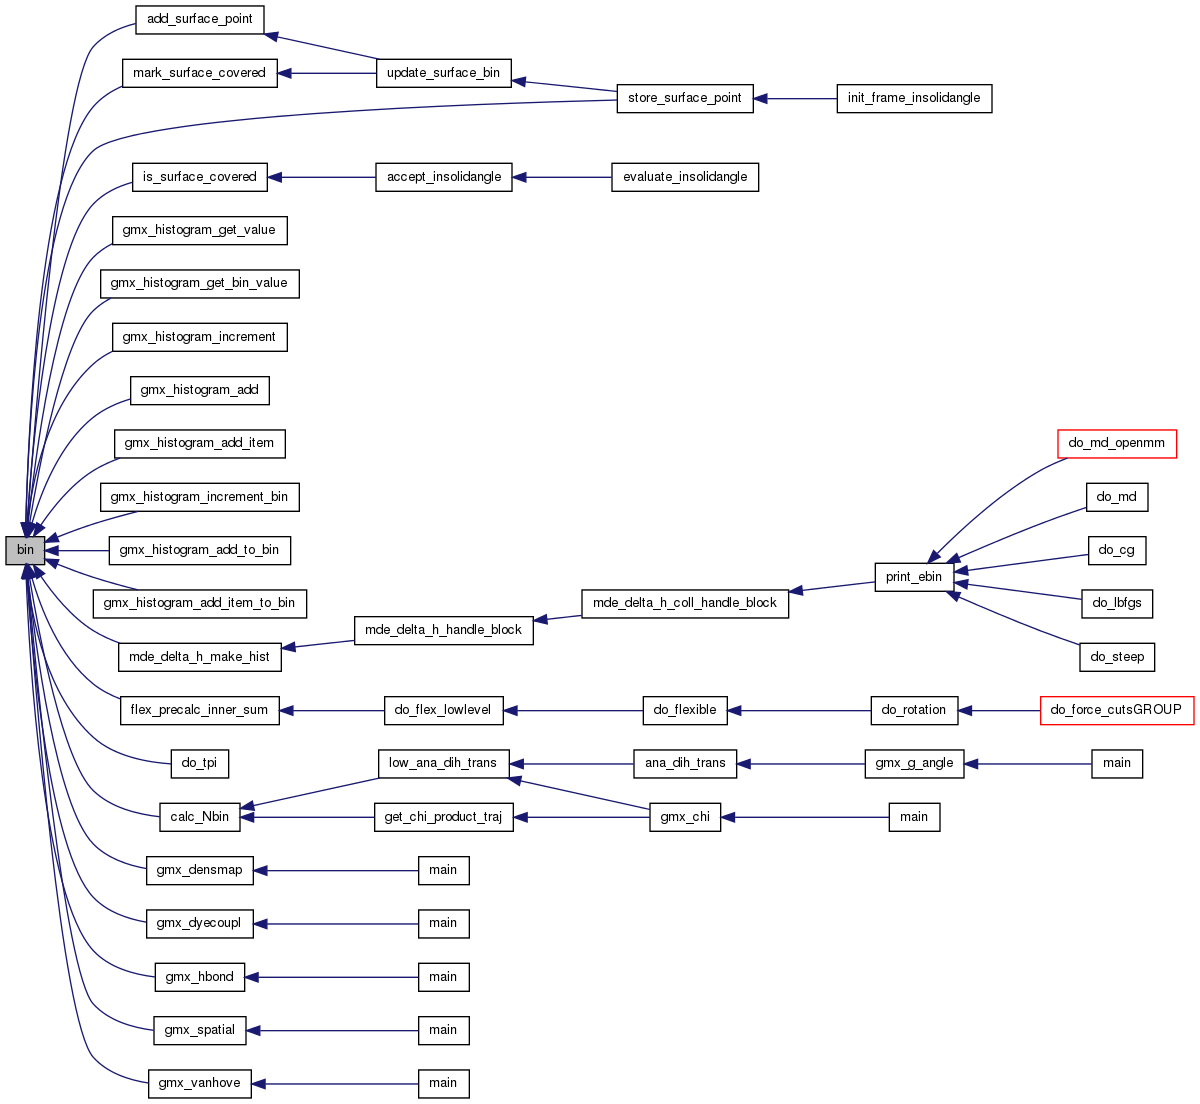 add_surface_point
mark_surface_covered
update_surface_bin
store_surface_point
init_frame_insolidangle
is_surface_covered
accept_insolidangle
evaluate_insolidangle
gmx_histogram_get_value
gmx_histogram_get_bin_value
gmx_histogram_increment
gmx_histogram_add
gmx_histogram_add_item
do_md_openmm
gmx_histogram_increment_bin
do_md
bin
gmx_histogram_add_to_bin
do_cg
print_ebin
gmx_histogram_add_item_to_bin
mde_delta_h_coll_handle_block
do_lbfgs
mde_delta_h_handle_block
mde_delta_h_make_hist
do_steep
flex_precalc_inner_sum
do_flex_lowlevel
do_flexible
do_rotation
do_force_cutsGROUP
do_tpi
low_ana_dih_trans
ana_dih_trans
gmx_g_angle
main
calc_Nbin
get_chi_product_traj
gmx_chi
main
gmx_densmap
main
gmx_dyecoupl
main
gmx_hbond
main
gmx_spatial
main
gmx_vanhove
main